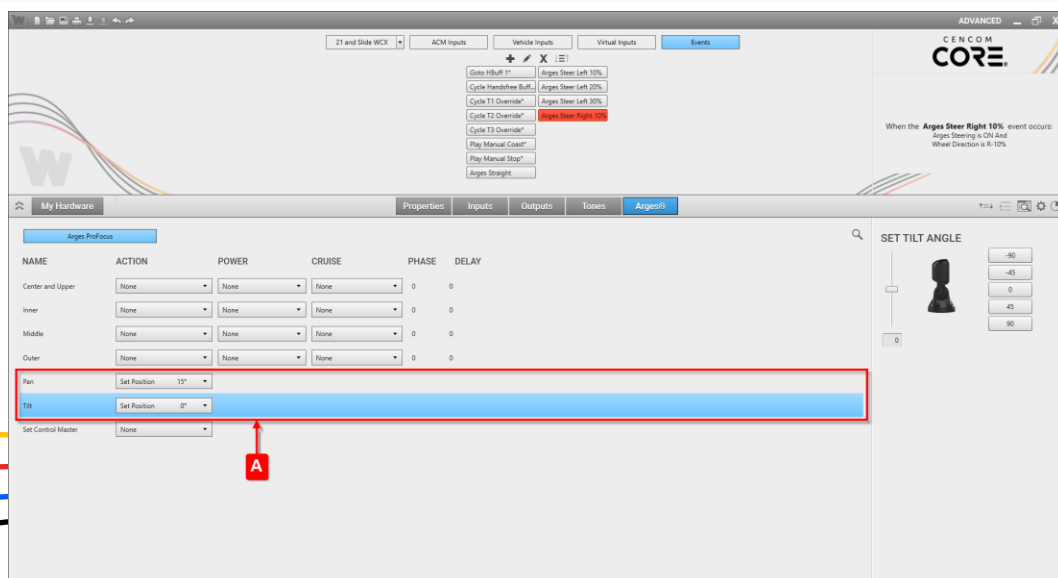 ADVANCED
21 and Slide WCX ACM Inputs Vehicle Inputs Virtual Inputs Events
CENCOM
CORE®
Goto HBuff 1* Arges Steer Left 10%
Cycle Handsfree Buff... Arges Steer Left 20%
Cycle T1 Override* Arges Steer Left 30%
Cycle T2 Override* Arges Steer Right 10%
Cycle T3 Override*
Play Manual Coast*
Play Manual Stop*
Arges Straight
When the Arges Steer Right 10% event occurs:
Arges Steering is ON And
Wheel Direction is R-10%
W
My Hardware Properties Inputs Outputs Tones Arges®
Arges ProFocus
NAME ACTION POWER CRUISE PHASE DELAY
Center and Upper None None None 0 0
Inner None None None 0 0
Middle None None None 0 0
Outer None None None 0 0
Pan Set Position 15°
Tilt Set Position 0°
Set Control Master None
A
SET TILT ANGLE
-90
-45
0
45
90
0